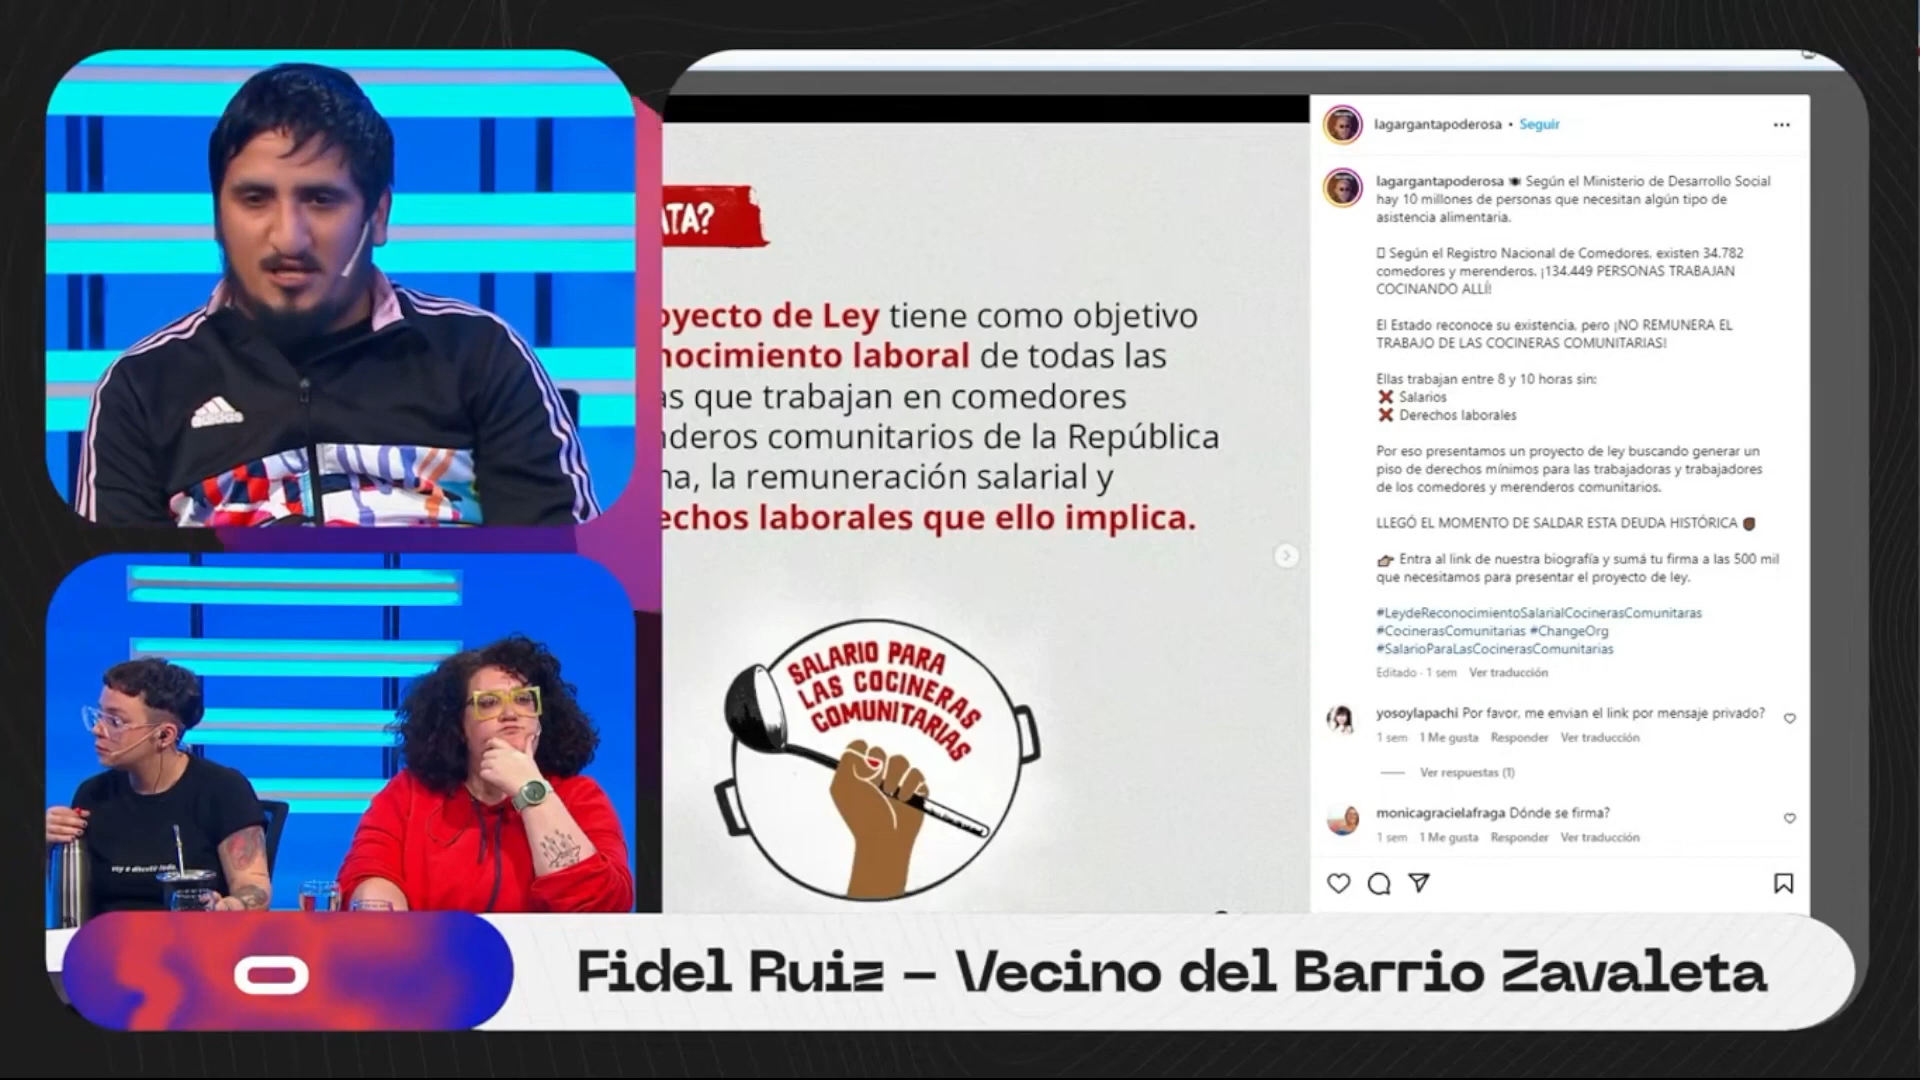 ATA?
oyecto de Ley tiene como objetivo
nocimiento laboral de todas las
as que trabajan en comedores
nderos comunitarios de la República
na, la remuneración salarial y
echos laborales que ello implica.
SALARIO PARA
LAS COCINERAS
COMUNITARIAS
lagargantapoderosa • Seguir
lagargantapoderosa Según el Ministerio de Desarrollo Social
hay 10 millones de personas que necesitan algún tipo de
asistencia alimentaria.
Según el Registro Nacional de Comedores, existen 34.782
comedores y merenderos. ¡134.449 PERSONAS TRABAJAN
COCINANDO ALLÍ!
El Estado reconoce su existencia, pero ¡NO REMUNERA EL
TRABAJO DE LAS COCINERAS COMUNITARIAS!
Ellas trabajan entre 8 y 10 horas sin:
❌ Salarios
❌ Derechos laborales
Por eso presentamos un proyecto de ley buscando generar un
piso de derechos mínimos para las trabajadoras y trabajadores
de los comedores y merenderos comunitarios.
LLEGÓ EL MOMENTO DE SALDAR ESTA DEUDA HISTÓRICA
Entra al link de nuestra biografía y sumá tu firma a las 500 mil
que necesitamos para presentar el proyecto de ley.
#LeydeReconocimientoSalarialCocinerasComunitaras
#CocinerasComunitarias #ChangeOrg
#SalarioParaLasCocinerasComunitarias
Editado · 1 sem Ver traducción
yosoylapachi Por favor, me envian el link por mensaje privado?
1 sem 1 Me gusta Responder Ver traducción
Ver respuestas (1)
monicagracielafraga Dónde se firma?
1 sem 1 Me gusta Responder Ver traducción
Fidel Ruiz – Vecino del Barrio Zavaleta